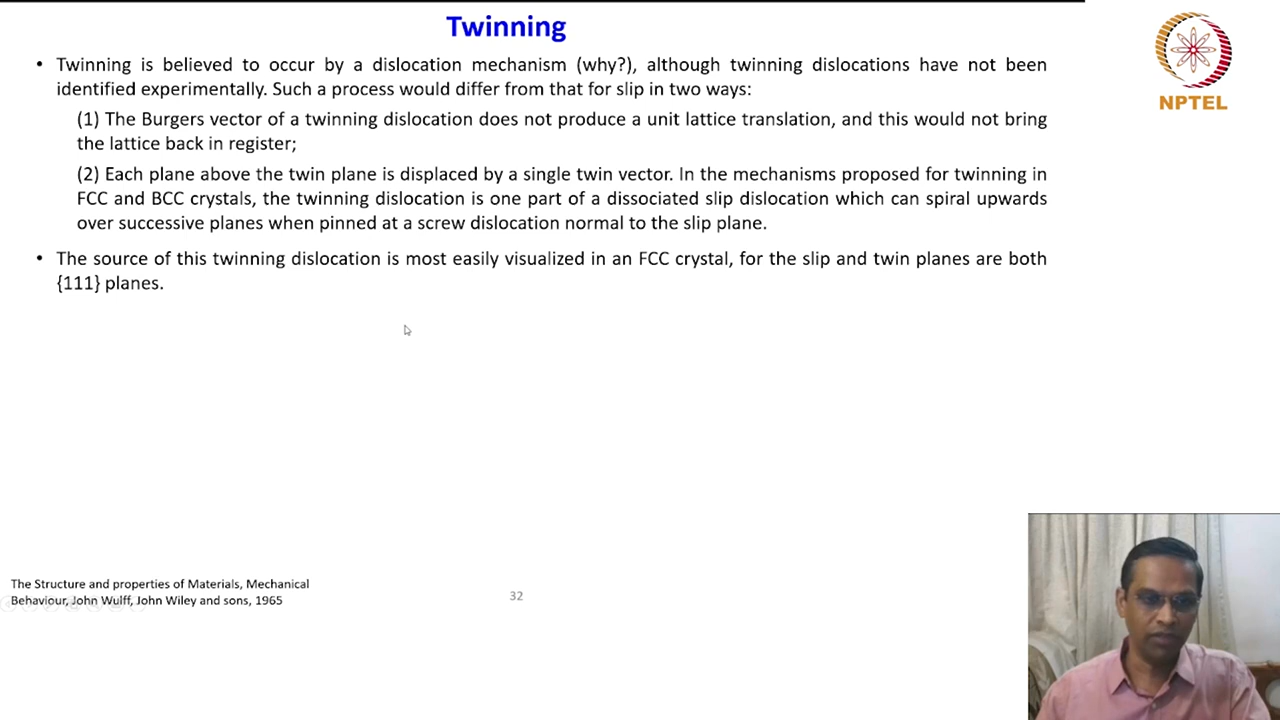 Twinning
NPTEL
• Twinning is believed to occur by a dislocation mechanism (why?), although twinning dislocations have not been
identified experimentally. Such a process would differ from that for slip in two ways:
(1) The Burgers vector of a twinning dislocation does not produce a unit lattice translation, and this would not bring
the lattice back in register;
(2) Each plane above the twin plane is displaced by a single twin vector. In the mechanisms proposed for twinning in
FCC and BCC crystals, the twinning dislocation is one part of a dissociated slip dislocation which can spiral upwards
over successive planes when pinned at a screw dislocation normal to the slip plane.
• The source of this twinning dislocation is most easily visualized in an FCC crystal, for the slip and twin planes are both
{111} planes.
The Structure and properties of Materials, Mechanical
Behaviour, John Wulff, John Wiley and sons, 1965
32